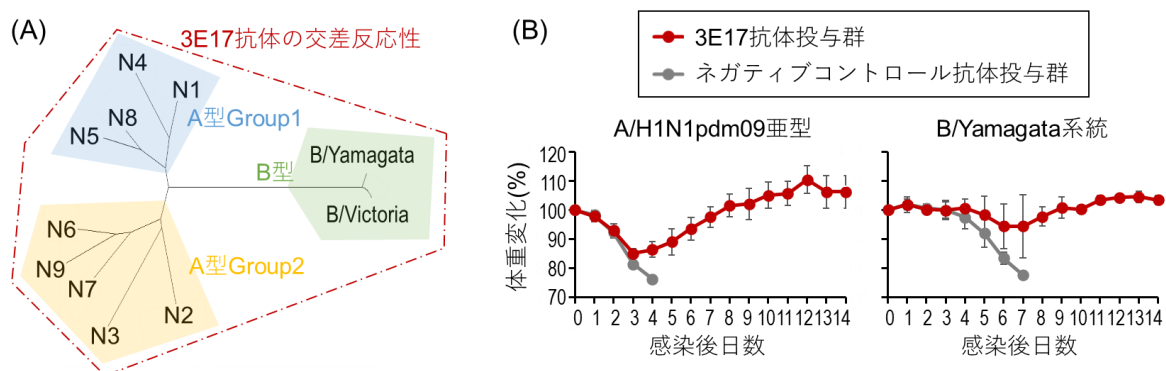 (A)
3E17抗体の交差反応性
N4
N1
N8
N5
A型Group1
B/Yamagata
B型
B/Victoria
N6
N9
N7
A型Group2
N3
N2
(B)
3E17抗体投与群
ネガティブコントロール抗体投与群
A/H1N1pdm09亜型
B/Yamagata系統
体重変化(%)
120
110
100
90
80
70
0 1 2 3 4 5 6 7 8 9 10 11 12 13 14
感染後日数
0 1 2 3 4 5 6 7 8 9 10 11 12 13 14
感染後日数